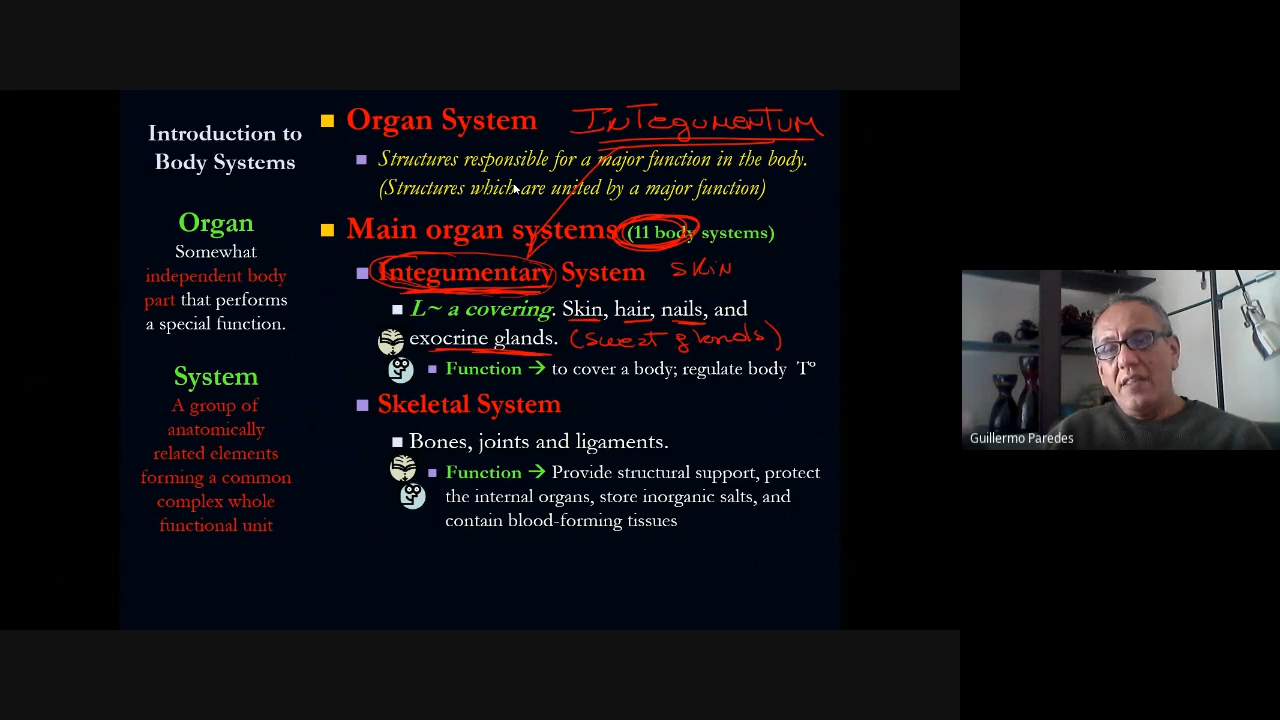 Introduction to
Body Systems
Organ
Somewhat
independent body
part that performs
a special function.
System
A group of
anatomically
related elements
forming a common
complex whole
functional unit
Organ System INTEGUMENTUM
Structures responsible for a major function in the body.
(Structures which are united by a major function)
Main organ systems (11 body systems)
Integumentary System SKIN
L~ a covering. Skin, hair, nails, and
exocrine glands. (sweat glands)
Function → to cover a body; regulate body Tº
Skeletal System
Bones, joints and ligaments.
Function → Provide structural support, protect
the internal organs, store inorganic salts, and
contain blood-forming tissues
Guillermo Paredes